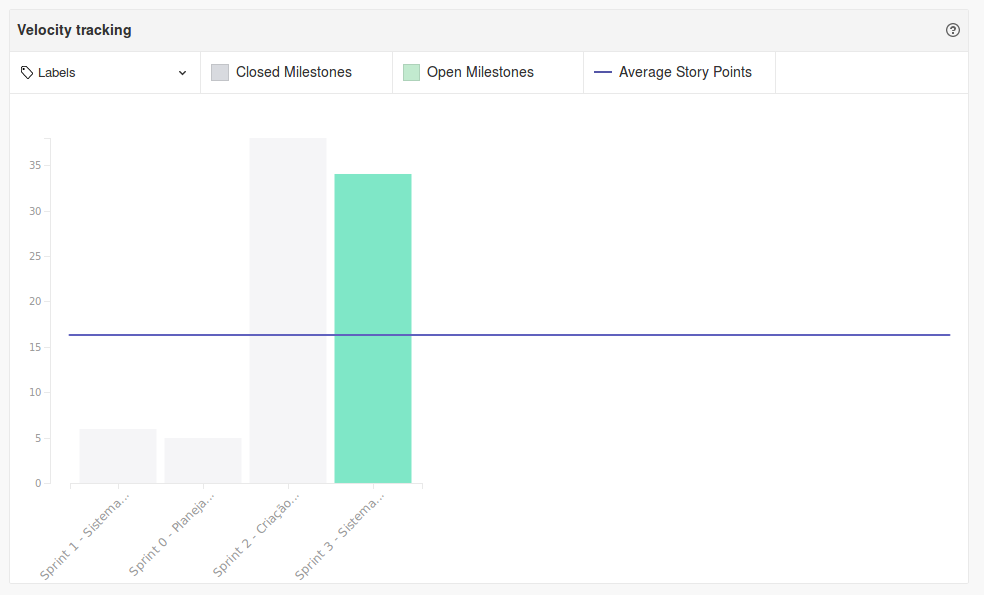 Velocity tracking
Labels
Closed Milestones
Open Milestones
Average Story Points
35
30
25
20
15
10
5
0
Sprint 1 - Sistema...
Sprint 0 - Planeja...
Sprint 2 - Criação...
Sprint 3 - Sistema...